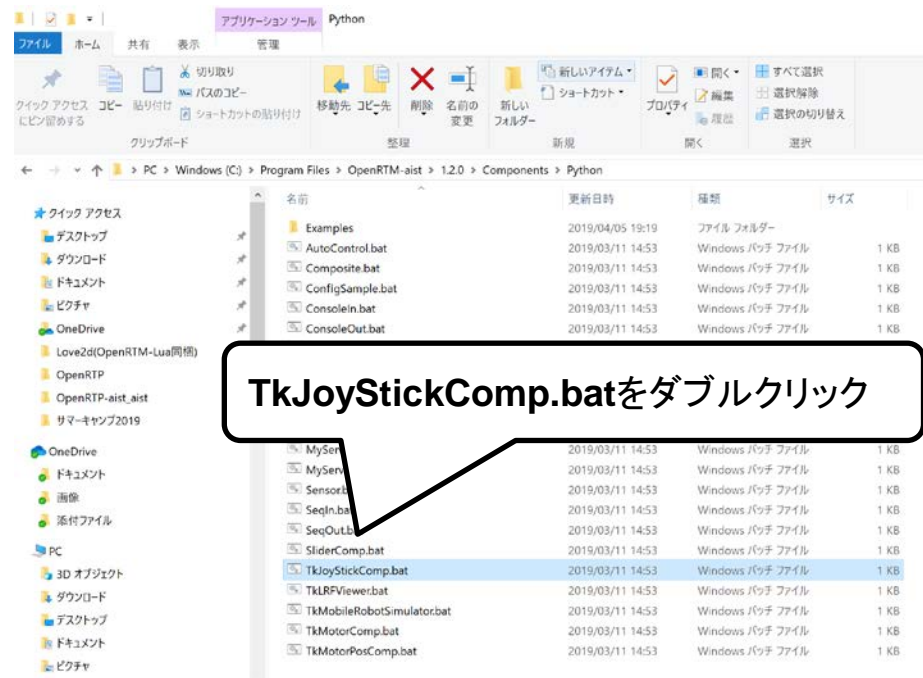 アプリケーション ツール Python
ファイル ホーム 共有 表示 管理
クイック アクセスにピン留めする
コピー
貼り付け
切り取り
パスのコピー
ショートカットの貼り付け
クリップボード
移動先 コピー先 削除 名前の変更
整理
新しいフォルダー
新しいアイテム
ショートカット
新規
プロパティ
開く
編集
履歴
開く
すべて選択
選択解除
選択の切り替え
選択
PC > Windows (C:) > Program Files > OpenRTM-aist > 1.2.0 > Components > Python
クイック アクセス
デスクトップ
ダウンロード
ドキュメント
ピクチャ
OneDrive
Love2d(OpenRTM-Lua同梱)
OpenRTP
OpenRTP-aist_aist
サマーキャンプ2019
OneDrive
ドキュメント
画像
添付ファイル
PC
3D オブジェクト
ダウンロード
デスクトップ
ドキュメント
ピクチャ
名前 更新日時 種類 サイズ
Examples 2019/04/05 19:19 ファイル フォルダー
AutoControl.bat 2019/03/11 14:53 Windows バッチ ファイル 1 KB
Composite.bat 2019/03/11 14:53 Windows バッチ ファイル 1 KB
ConfigSample.bat 2019/03/11 14:53 Windows バッチ ファイル 1 KB
ConsoleIn.bat 2019/03/11 14:53 Windows バッチ ファイル 1 KB
ConsoleOut.bat 2019/03/11 14:53 Windows バッチ ファイル 1 KB
TkJoyStickComp.batをダブルクリック
MySer 2019/03/11 14:53 Windows バッチ ファイル 1 KB
MyServ 2019/03/11 14:53 Windows バッチ ファイル 1 KB
Sensor.b 2019/03/11 14:53 Windows バッチ ファイル 1 KB
SeqIn.ba 2019/03/11 14:53 Windows バッチ ファイル 1 KB
SeqOut.b 2019/03/11 14:53 Windows バッチ ファイル 1 KB
SliderComp.bat 2019/03/11 14:53 Windows バッチ ファイル 1 KB
TkJoyStickComp.bat 2019/03/11 14:53 Windows バッチ ファイル 1 KB
TkLRFViewer.bat 2019/03/11 14:53 Windows バッチ ファイル 1 KB
TkMobileRobotSimulator.bat 2019/03/11 14:53 Windows バッチ ファイル 1 KB
TkMotorComp.bat 2019/03/11 14:53 Windows バッチ ファイル 1 KB
TkMotorPosComp.bat 2019/03/11 14:53 Windows バッチ ファイル 1 KB